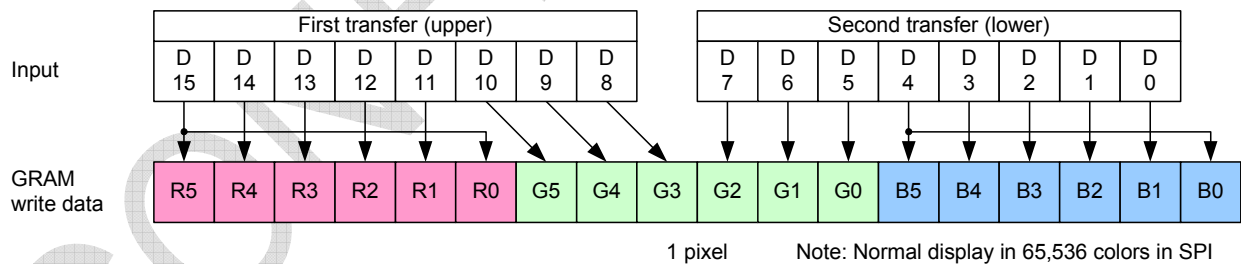 First transfer (upper) Second transfer (lower)
Input D 15 D 14 D 13 D 12 D 11 D 10 D 9 D 8 D 7 D 6 D 5 D 4 D 3 D 2 D 1 D 0
GRAM write data R5 R4 R3 R2 R1 R0 G5 G4 G3 G2 G1 G0 B5 B4 B3 B2 B1 B0
1 pixel Note: Normal display in 65,536 colors in SPI